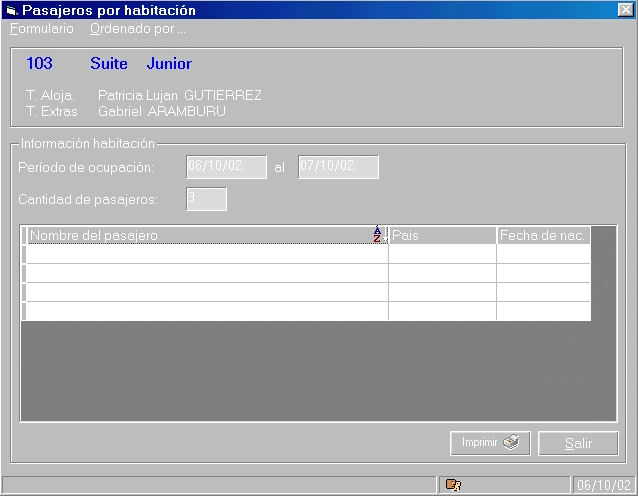 Pasajeros por habitación
Formulario Ordenado por ...
103 Suite Junior
T. Aloja. Patricia Lujan GUTIERREZ
T. Extras Gabriel ARAMBURU
Información habitación
Período de ocupación: 06/10/02 al 07/10/02
Cantidad de pasajeros: 3
Nombre del pasajero AZ País Fecha de nac.
Imprimir Salir
06/10/02